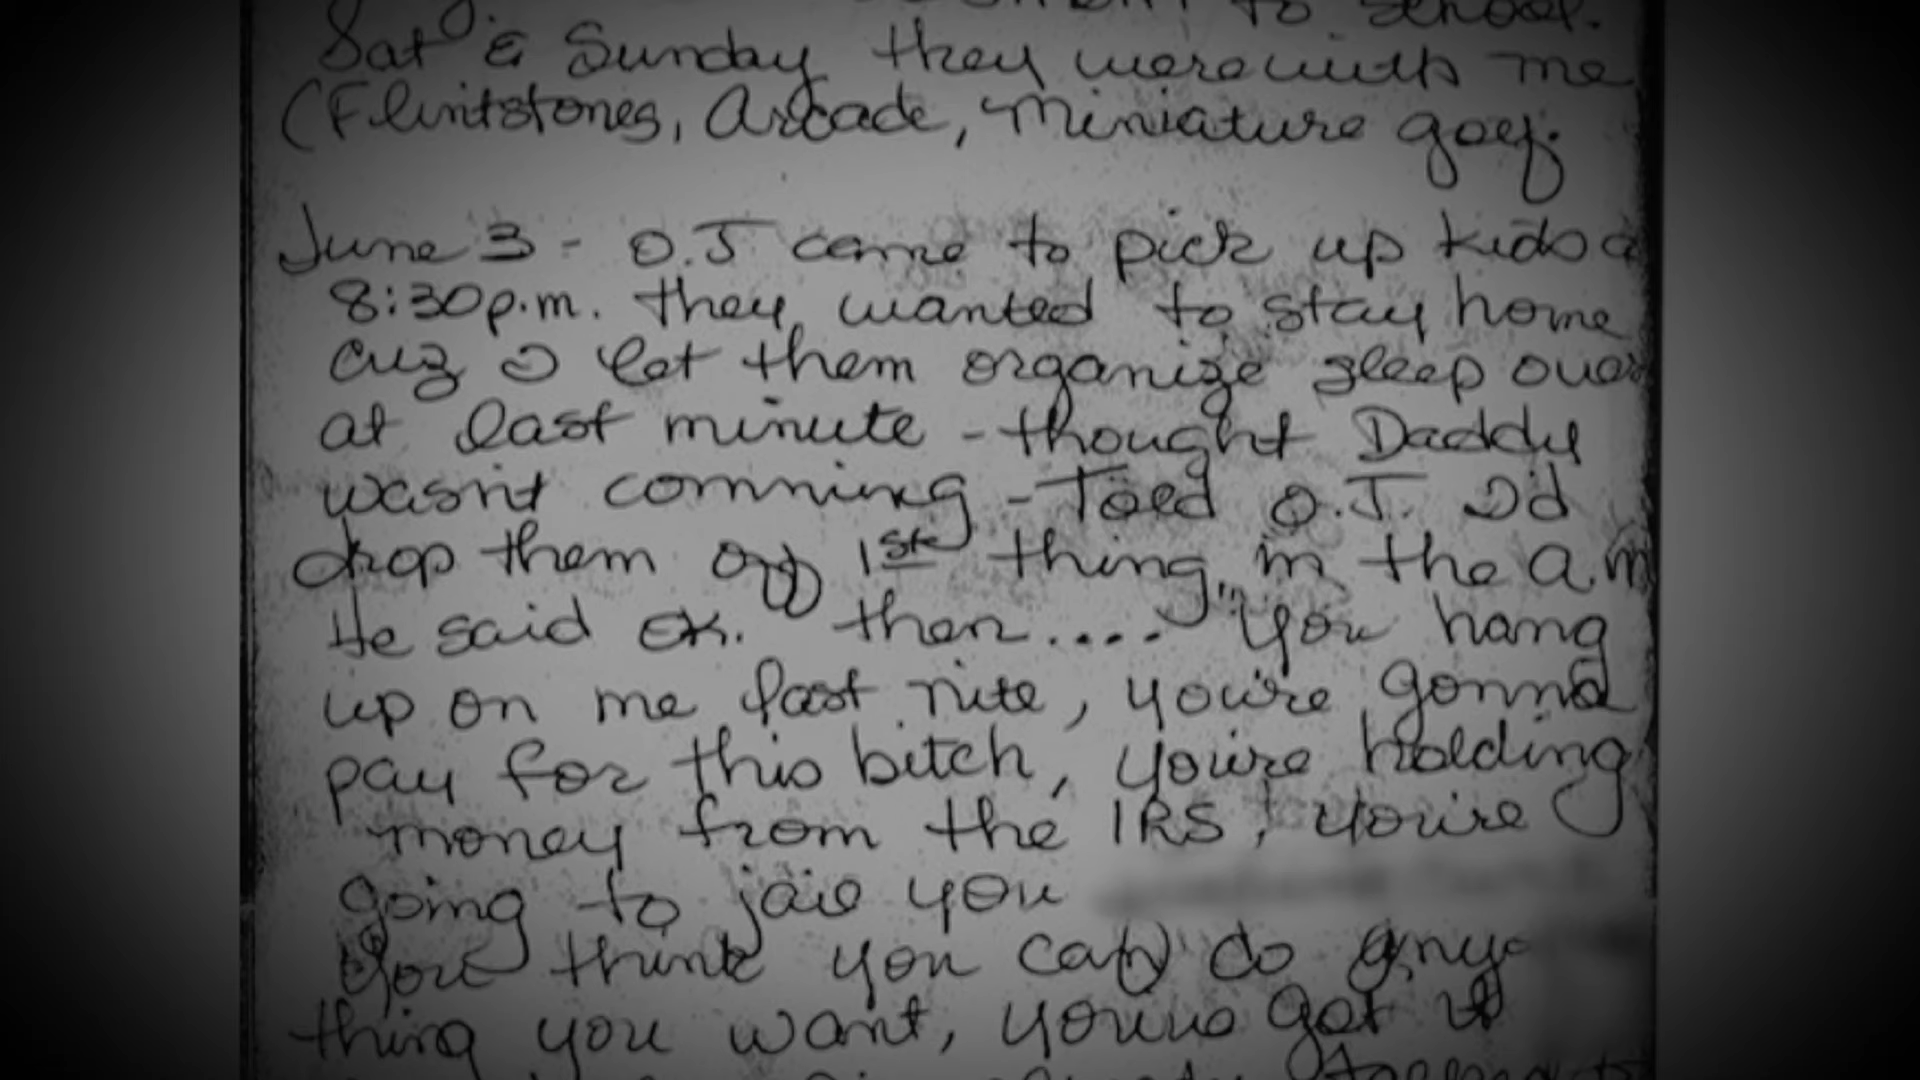 to school.
Sat & Sunday they were with me
(Flintstones, Arcade, Miniature golf.
June 3 - O.J came to pick up kids @
8:30p.m. they wanted to stay home
cuz I let them organize sleep over
at last minute - thought Daddy
wasn't comming - Told O.J. I'd
drop them off 1st thing in the a.m
He said OK. then.... "You hang
up on me last nite, you're gonna
pay for this bitch, you're holding
money from the IRS, you're
going to jail you
You think you can do any-
thing you want, you've got it